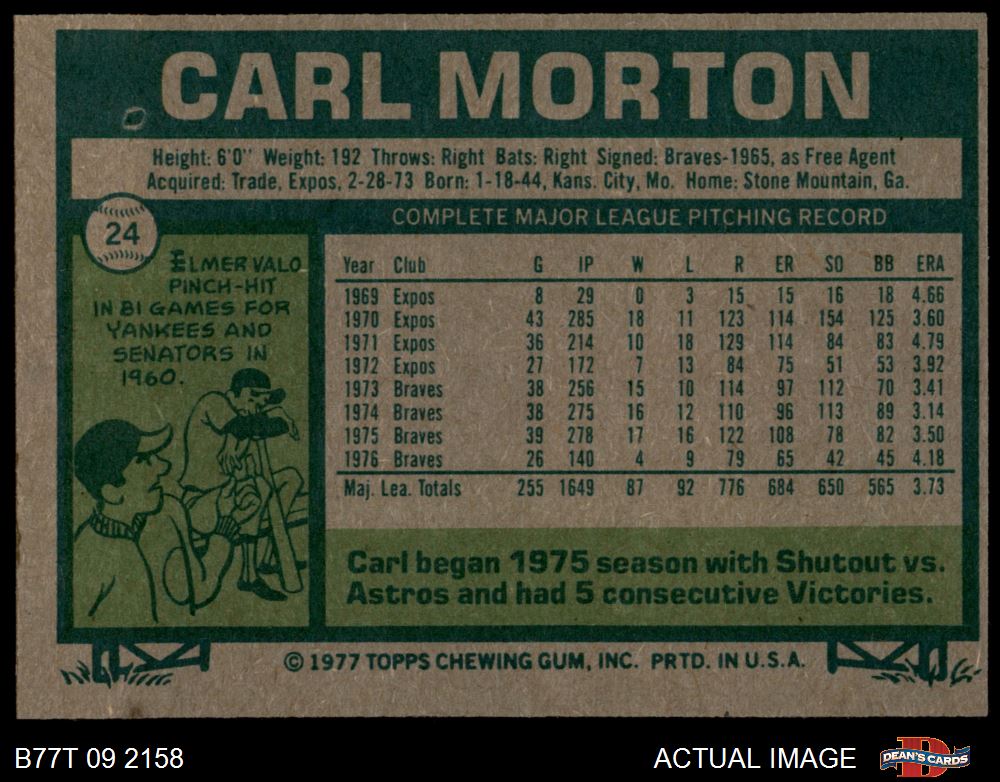 CARL MORTON
Height: 6'0" Weight: 192 Throws: Right Bats: Right Signed: Braves-1965, as Free Agent
Acquired: Trade, Expos, 2-28-73 Born: 1-18-44, Kans. City, Mo. Home: Stone Mountain, Ga.
24
ELMER VALO
PINCH-HIT
IN 81 GAMES FOR
YANKEES AND
SENATORS IN
1960.
COMPLETE MAJOR LEAGUE PITCHING RECORD
Year Club G IP W L R ER SO BB ERA
1969 Expos 8 29 0 3 15 15 16 18 4.66
1970 Expos 43 285 18 11 123 114 154 125 3.60
1971 Expos 36 214 10 18 129 114 84 83 4.79
1972 Expos 27 172 7 13 84 75 51 53 3.92
1973 Braves 38 256 15 10 114 97 112 70 3.41
1974 Braves 38 275 16 12 110 96 113 89 3.14
1975 Braves 39 278 17 16 122 108 78 82 3.50
1976 Braves 26 140 4 9 79 65 42 45 4.18
Maj. Lea. Totals 255 1649 87 92 776 684 650 565 3.73
Carl began 1975 season with Shutout vs.
Astros and had 5 consecutive Victories.
© 1977 TOPPS CHEWING GUM, INC. PRTD. IN U.S.A.
B77T 09 2158 ACTUAL IMAGE DEAN'S CARDS